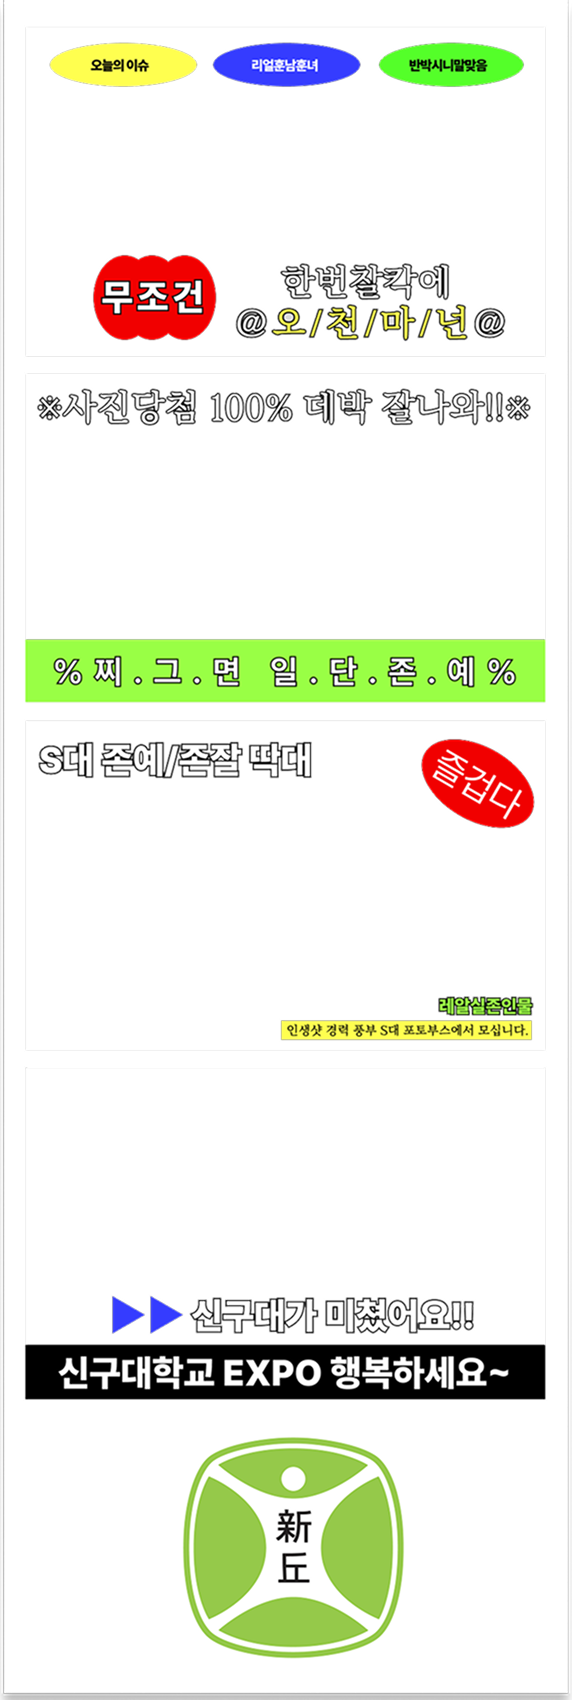 오늘의 이슈 리얼훈남훈녀 반박시니말맞음
무조건
한번찰칵에
@오/천/마/넌@
※사진당첨 100% 데박 잘나와!!※
%찌.그.면 일.단.존.예%
S대 존예/존잘 딱대
즐겁다
레알실존인물
인생샷 경력 풍부 S대 포토부스에서 모십니다.
▶▶신구대가 미쳤어요!!
신구대학교 EXPO 행복하세요~
新
丘